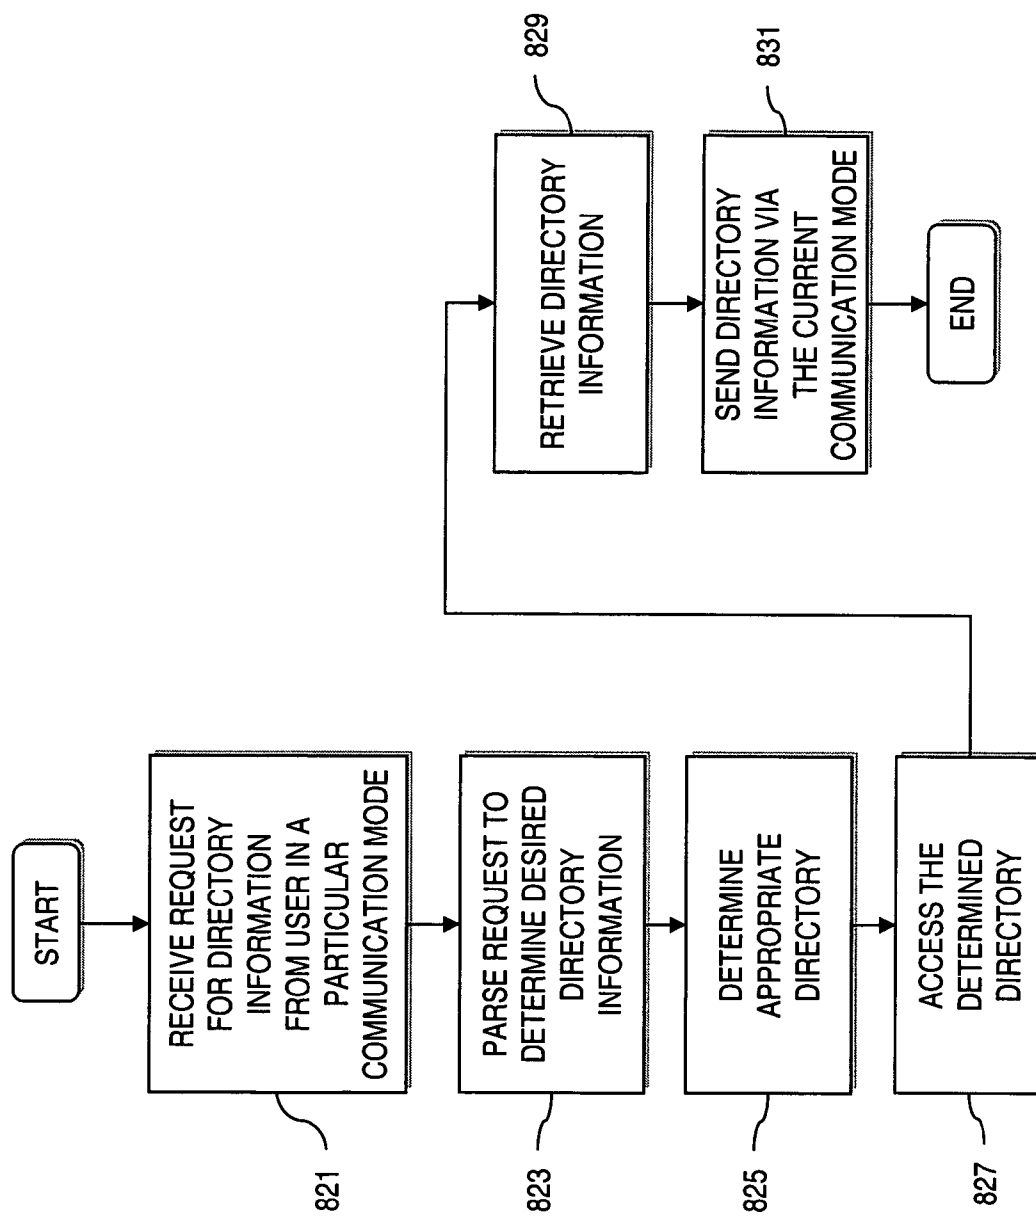 START
RECEIVE REQUEST
FOR DIRECTORY
INFORMATION
FROM USER IN A
PARTICULAR
COMMUNICATION MODE
821
PARSE REQUEST TO
DETERMINE DESIRED
DIRECTORY
INFORMATION
823
DETERMINE
APPROPRIATE
DIRECTORY
825
ACCESS THE
DETERMINED
DIRECTORY
827
RETRIEVE DIRECTORY
INFORMATION
829
SEND DIRECTORY
INFORMATION VIA
THE CURRENT
COMMUNICATION MODE
831
END